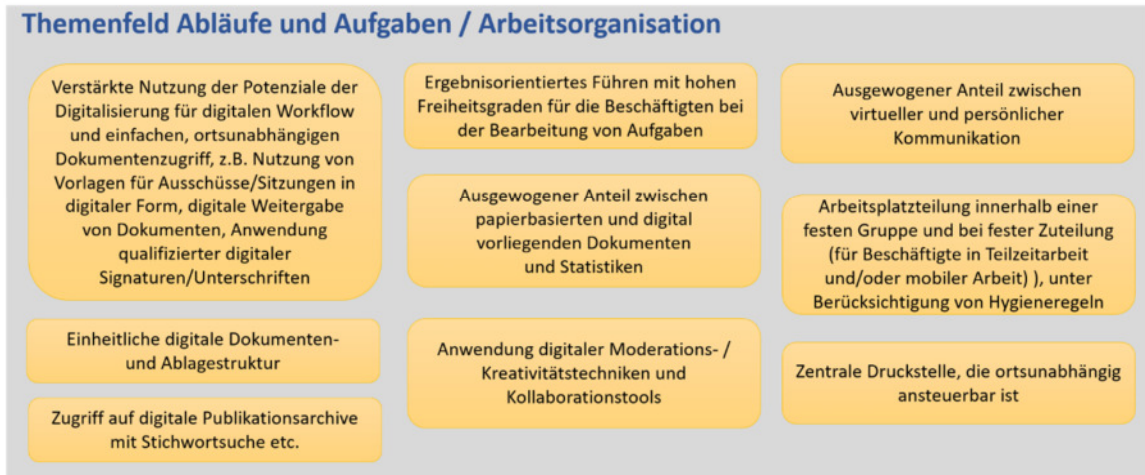 Themenfeld Abläufe und Aufgaben / Arbeitsorganisation
Verstärkte Nutzung der Potenziale der
Digitalisierung für digitalen Workflow
und einfachen, ortsunabhängigen
Dokumentenzugriff, z.B. Nutzung von
Vorlagen für Ausschüsse/Sitzungen in
digitaler Form, digitale Weitergabe
von Dokumenten, Anwendung
qualifizierter digitaler
Signaturen/Unterschriften
Einheitliche digitale Dokumenten-
und Ablagestruktur
Zugriff auf digitale Publikationsarchive
mit Stichwortsuche etc.
Ergebnisorientiertes Führen mit hohen
Freiheitsgraden für die Beschäftigten bei
der Bearbeitung von Aufgaben
Ausgewogener Anteil zwischen
papierbasierten und digital
vorliegenden Dokumenten
und Statistiken
Anwendung digitaler Moderations- /
Kreativitätstechniken und
Kollaborationstools
Ausgewogener Anteil zwischen
virtueller und persönlicher
Kommunikation
Arbeitsplatzteilung innerhalb einer
festen Gruppe und bei fester Zuteilung
(für Beschäftigte in Teilzeitarbeit
und/oder mobiler Arbeit) ), unter
Berücksichtigung von Hygieneregeln
Zentrale Druckstelle, die ortsunabhängig
ansteuerbar ist